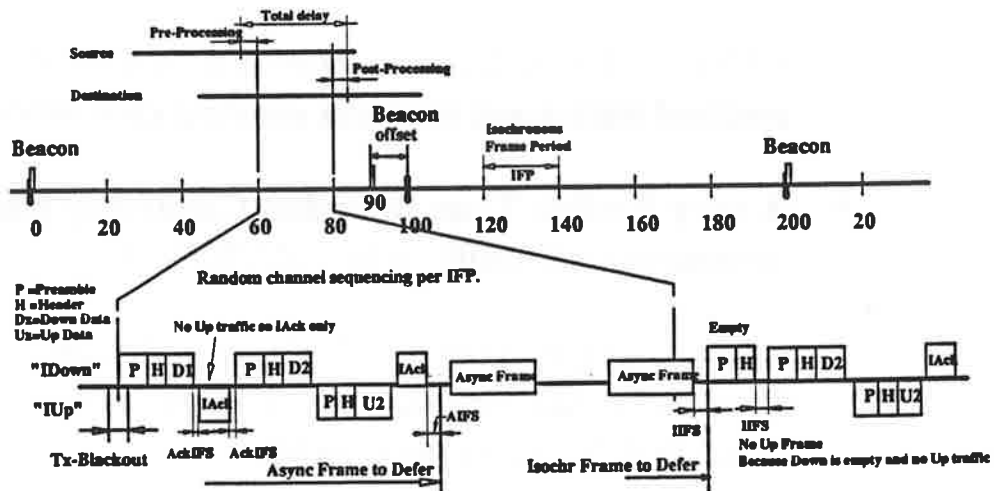 Total delay
Pre-Processing
Source
Post-Processing
Destination
Beacon
Beacon
offset
Isochronous
Frame Period
IFP
Beacon
0 20 40 60 80 90 100 120 140 160 180 200 20
Random channel sequencing per IFP.
P =Preamble
H =Header
Dx=Down Data
Ux=Up Data
No Up traffic so IAck only
Empty
"IDown" P H D1 P H D2 IAck Async Frame Async Frame P H P H D2 IAck
"IUp" IAck P H U2 P H U2
AIFS
Tx-Blackout
AckIFS AckIFS
IIFS IIFS
No Up Frame
Because Down is empty and no Up traffic
Async Frame to Defer
Isochr Frame to Defer